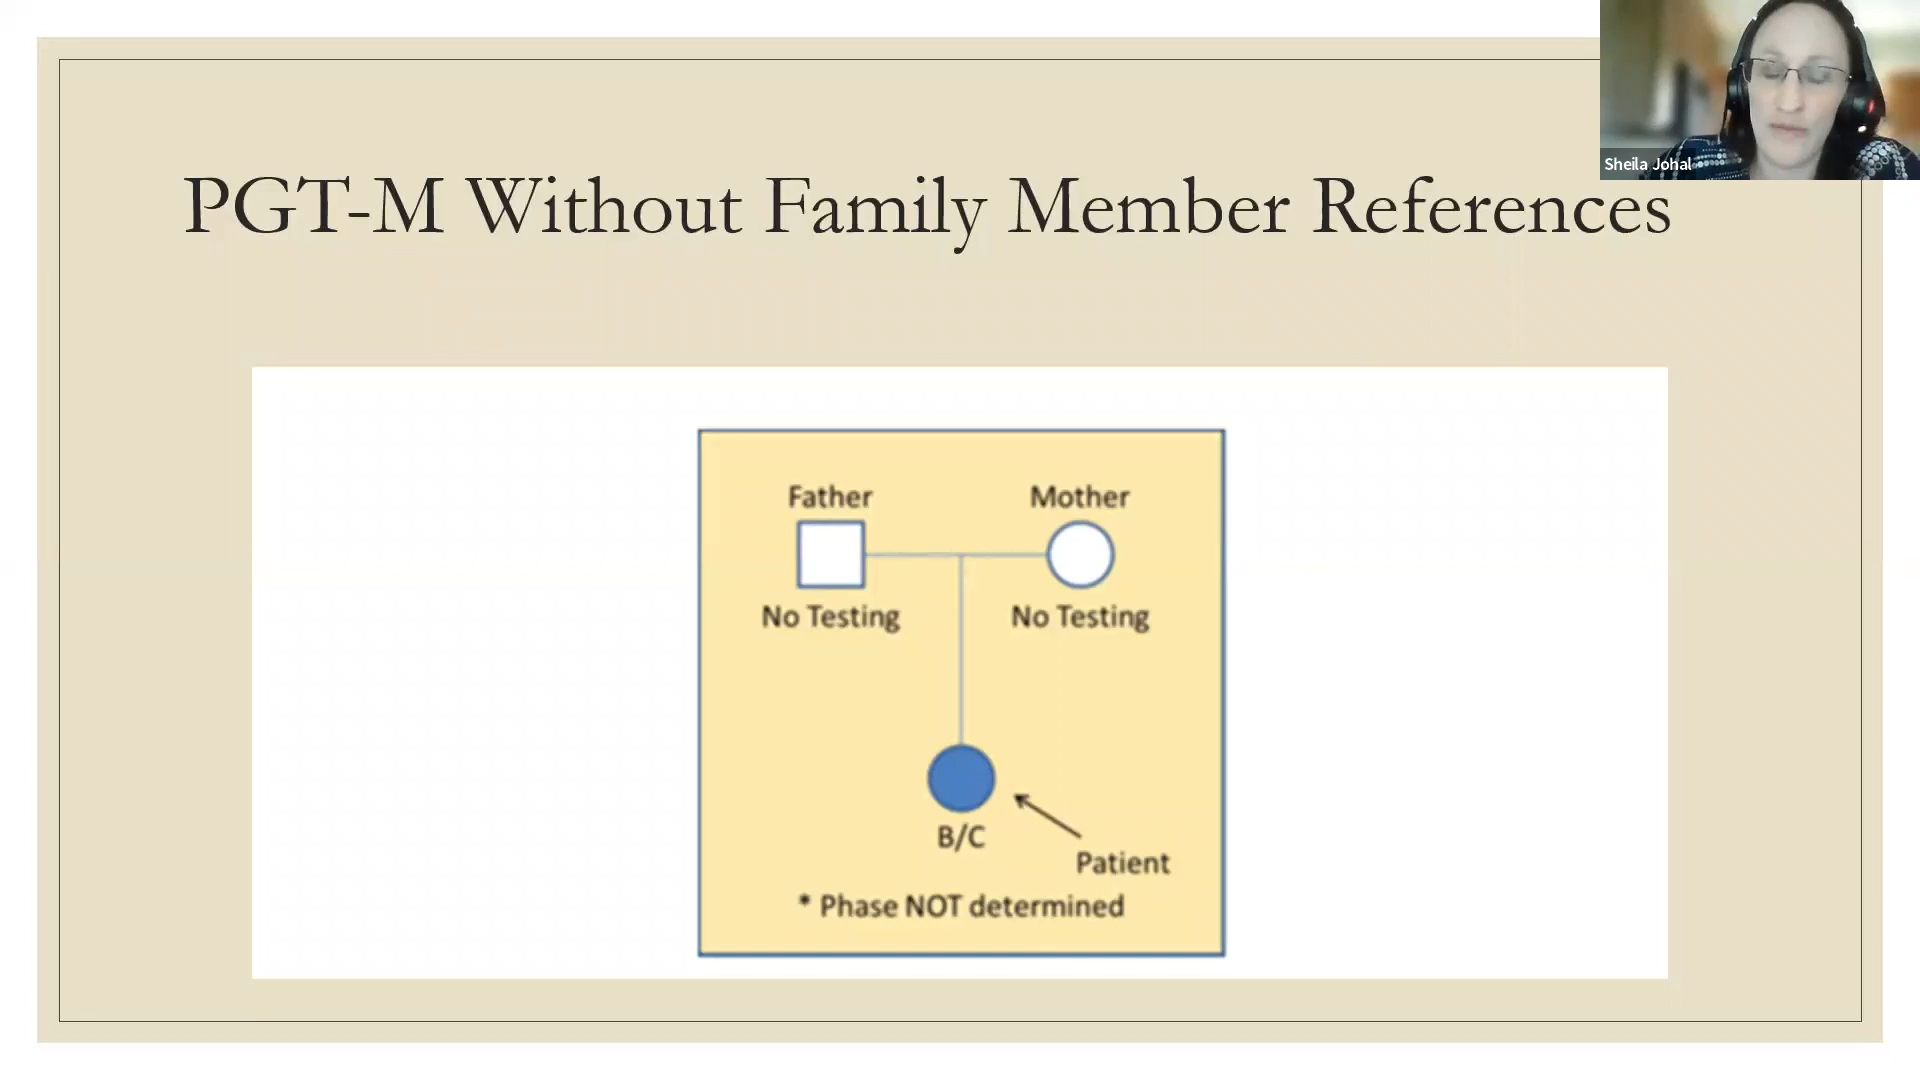 Sheila Johal
PGT-M Without Family Member References
Father
Mother
No Testing
No Testing
B/C
Patient
* Phase NOT determined